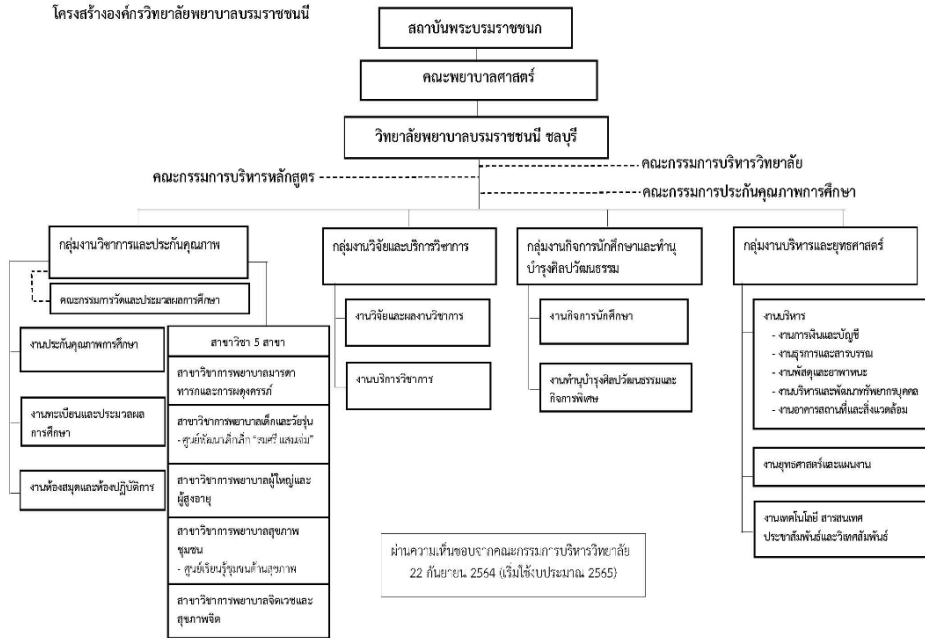 โครงสร้างองค์กรวิทยาลัยพยาบาลบรมราชชนนี
สถาบันพระบรมราชชนก
คณะพยาบาลศาสตร์
วิทยาลัยพยาบาลบรมราชชนนี ชลบุรี
คณะกรรมการบริหารวิทยาลัย
คณะกรรมการบริหารหลักสูตร
คณะกรรมการประกันคุณภาพการศึกษา
กลุ่มงานวิชาการและประกันคุณภาพ
คณะกรรมการวัดและประมวลผลการศึกษา
งานประกันคุณภาพการศึกษา
งานทะเบียนและประมวลผล
การศึกษา
งานห้องสมุดและห้องปฏิบัติการ
สาขาวิชา 5 สาขา
สาขาวิชาการพยาบาลมารดา
ทารกและการผดุงครรภ์
สาขาวิชาการพยาบาลเด็กและวัยรุ่น
- ศูนย์พัฒนาเด็กเล็ก "สมศรี แสมแจ่ม"
สาขาวิชาการพยาบาลผู้ใหญ่และ
ผู้สูงอายุ
สาขาวิชาการพยาบาลสุขภาพ
ชุมชน
- ศูนย์เรียนรู้ชุมชนด้านสุขภาพ
สาขาวิชาการพยาบาลจิตเวชและ
สุขภาพจิต
กลุ่มงานวิจัยและบริการวิชาการ
งานวิจัยและผลงานวิชาการ
งานบริการวิชาการ
กลุ่มงานกิจการนักศึกษาและทำนุ
บำรุงศิลปวัฒนธรรม
งานกิจการนักศึกษา
งานทำนุบำรุงศิลปวัฒนธรรมและ
กิจการพิเศษ
กลุ่มงานบริหารและยุทธศาสตร์
งานบริหาร
- งานการเงินและบัญชี
- งานธุรการและสารบรรณ
- งานพัสดุและยาพาหนะ
- งานบริหารและพัฒนาทรัพยากรบุคคล
- งานอาคารสถานที่และสิ่งแวดล้อม
งานยุทธศาสตร์และแผนงาน
งานเทคโนโลยี สารสนเทศ
ประชาสัมพันธ์และวิเทศสัมพันธ์
ผ่านความเห็นชอบจากคณะกรรมการบริหารวิทยาลัย
22 กันยายน 2564 (เริ่มใช้งบประมาณ 2565)